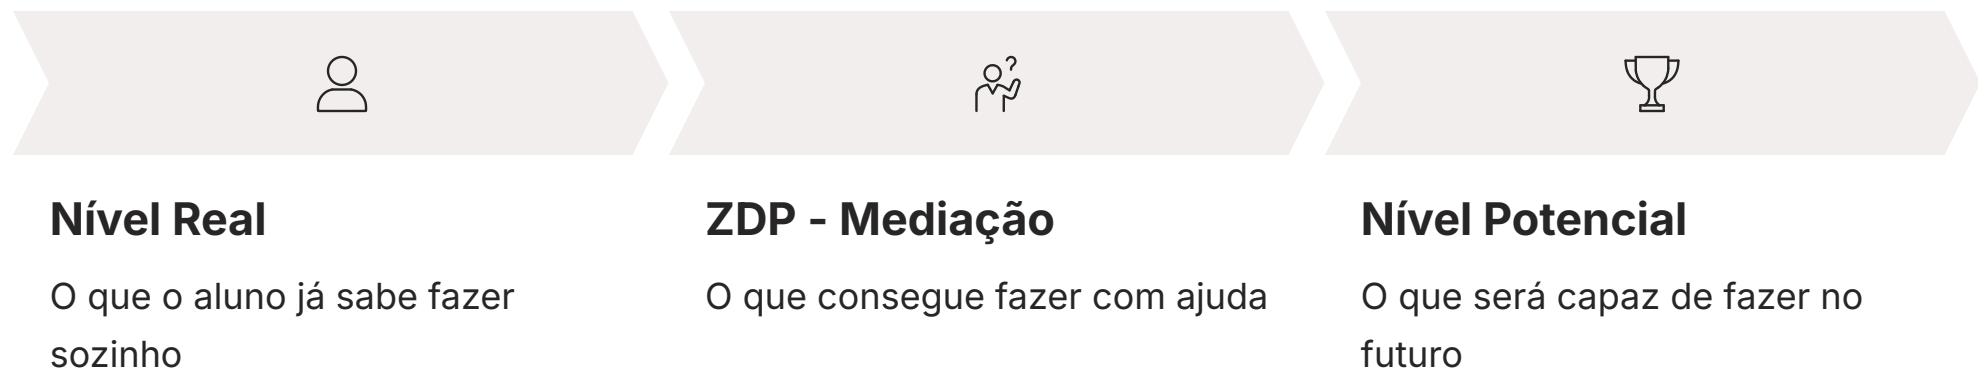 Nível Real
O que o aluno já sabe fazer
sozinho
ZDP - Mediação
O que consegue fazer com ajuda
Nível Potencial
O que será capaz de fazer no
futuro